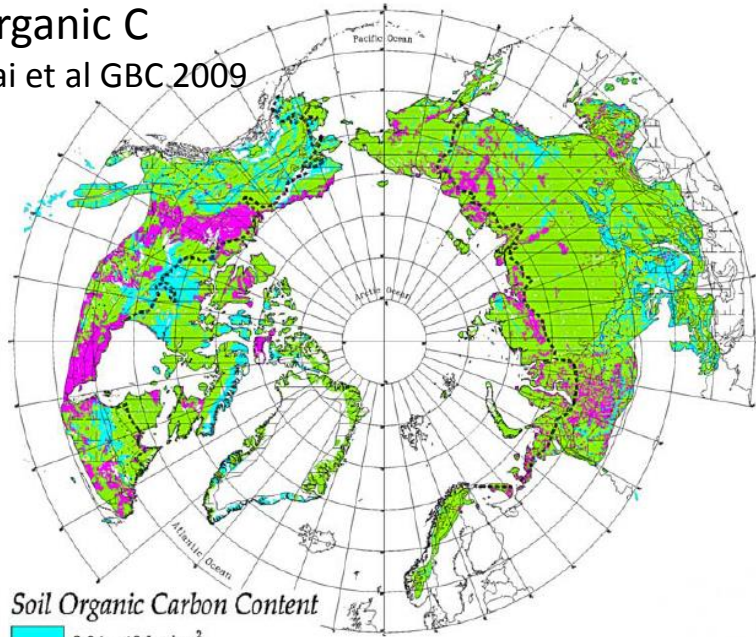 rganic C
ai et al GBC 2009
Pacific Ocean
Arctic Ocean
Atlantic Ocean
Soil Organic Carbon Content